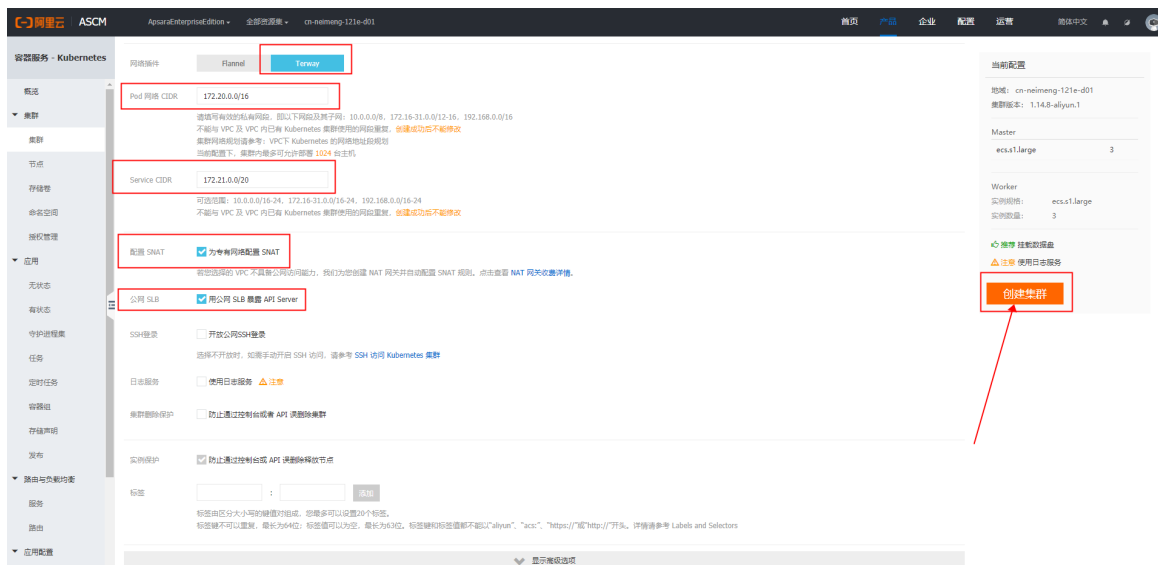 [-]阿里云 ASCM ApsaraEnterpriseEdition 全部资源集 cn-neimeng-121e-d01 首页 产品 企业 配置 运营 简体中文
容器服务 - Kubernetes
概览
集群
集群
节点
存储卷
命名空间
授权管理
应用
无状态
有状态
守护进程集
任务
定时任务
容器组
存储声明
发布
路由与负载均衡
服务
路由
应用配置
网络插件 Flannel Terway
Pod 网络 CIDR 172.20.0.0/16
请填写有效的私有网段，即以下网段及其子网：10.0.0.0/8，172.16-31.0.0/12-16，192.168.0.0/16
不能与 VPC 及 VPC 内已有 Kubernetes 集群使用的网段重复，创建成功后不能修改
集群网络规划请参考：VPC下 Kubernetes 的网络地址段规划
当前配置下，集群内最多可允许部署 1024 台主机
Service CIDR 172.21.0.0/20
可选范围：10.0.0.0/16-24，172.16-31.0.0/16-24，192.168.0.0/16-24
不能与 VPC 及 VPC 内已有 Kubernetes 集群使用的网段重复，创建成功后不能修改
配置 SNAT 为专有网络配置 SNAT
若您选择的 VPC 不具备公网访问能力，我们为您创建 NAT 网关并自动配置 SNAT 规则。点击查看 NAT 网关收费详情。
公网 SLB 用公网 SLB 暴露 API Server
SSH登录 开放公网SSH登录
选择不开放时，如需手动开启 SSH 访问，请参考 SSH 访问 Kubernetes 集群
日志服务 使用日志服务 注意
集群删除保护 防止通过控制台或者 API 误删除集群
实例保护 防止通过控制台或 API 误删除释放节点
标签 : 添加
标签由区分大小写的键值对组成，您最多可以设置20个标签。
标签键不可以重复，最长为64位；标签值可以为空，最长为63位。标签键和标签值都不能以"aliyun"、"acs:"、"https://"或"http://"开头。详情请参考 Labels and Selectors
显示高级选项
当前配置
地域： cn-neimeng-121e-d01
集群版本： 1.14.8-aliyun.1
Master
ecs.s1.large 3
Worker
实例规格： ecs.s1.large
实例数量： 3
推荐 挂载数据盘
注意 使用日志服务
创建集群